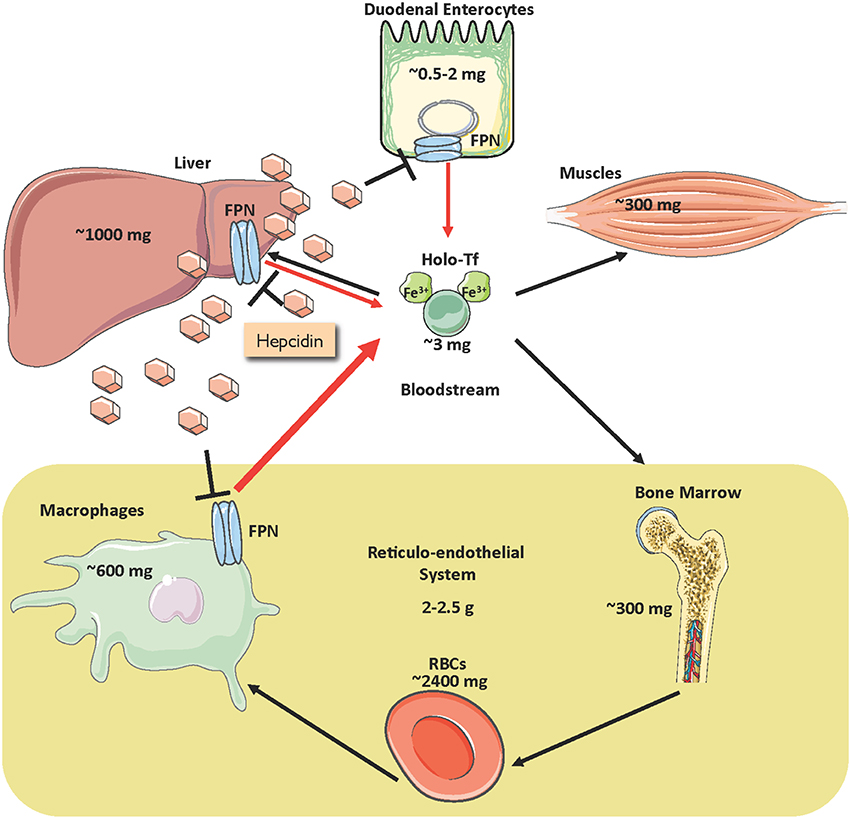 Duodenal Enterocytes
~0.5-2 mg
FPN
Liver
FPN
~1000 mg
Muscles
~300 mg
Holo-Tf
Fe3+
Fe3+
~3 mg
Hepcidin
Bloodstream
Macrophages
FPN
~600 mg
Reticulo-endothelial
System
2-2.5 g
Bone Marrow
~300 mg
RBCs
~2400 mg